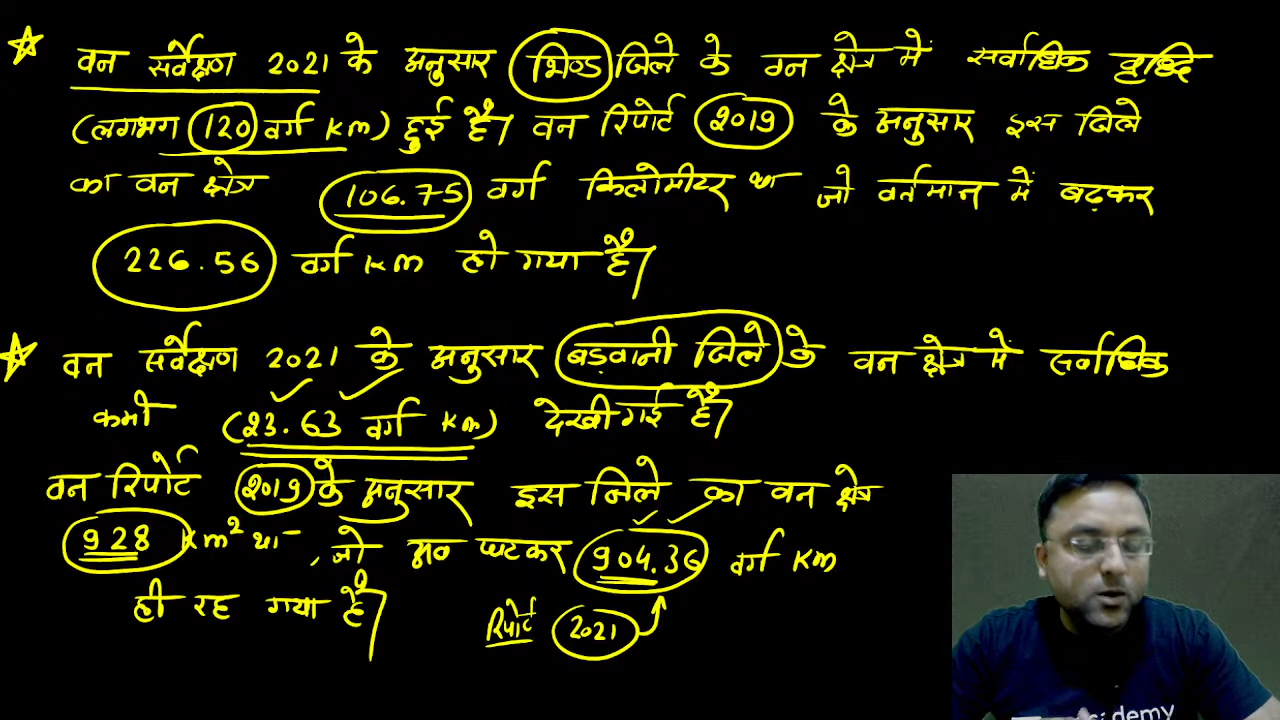 वन सर्वेक्षण 2021 के अनुसार भिण्ड जिले के वन क्षेत्र में सर्वाधिक वृद्धि
(लगभग 120 वर्ग Km) हुई है। वन रिपोर्ट 2019 के अनुसार इस जिले
का वन क्षेत्र 106.75 वर्ग किलोमीटर था जो वर्तमान में बढ़कर
226.56 वर्ग Km हो गया है।
वन सर्वेक्षण 2021 के अनुसार बड़वानी जिले के वन क्षेत्र में सर्वाधिक
कमी (23.63 वर्ग Km) देखी गई है।
वन रिपोर्ट 2019 के अनुसार इस जिले का वन क्षेत्र
928 Km² था, जो अब घटकर 904.36 वर्ग Km
ही रह गया है।
रिपोर्ट 2021